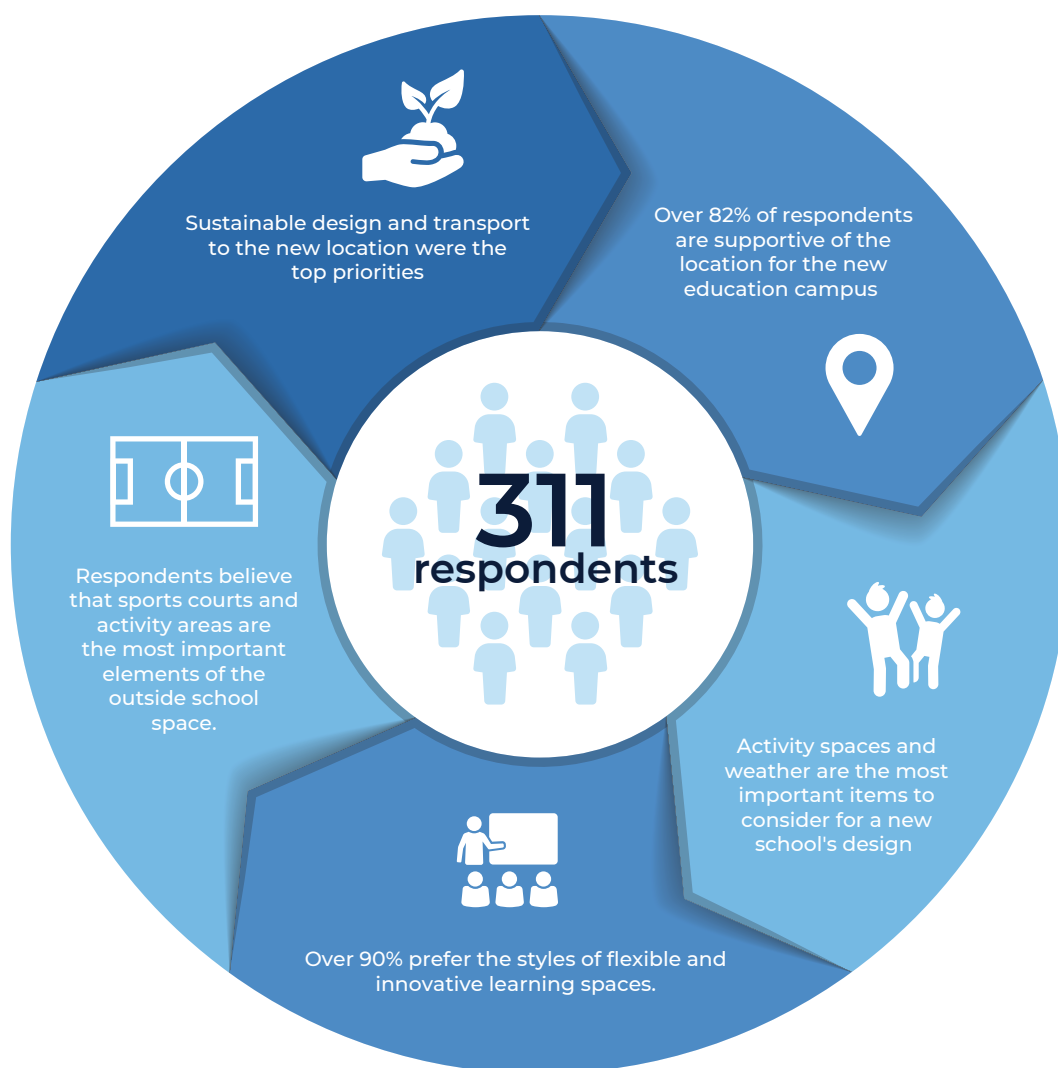 Sustainable design and transport
to the new location were the
top priorities
Over 82% of respondents
are supportive of the
location for the new
education campus
311
respondents
Respondents believe
that sports courts and
activity areas are
the most important
elements of the
outside school
space.
Activity spaces and
weather are the most
important items to
consider for a new
school's design
Over 90% prefer the styles of flexible and
innovative learning spaces.